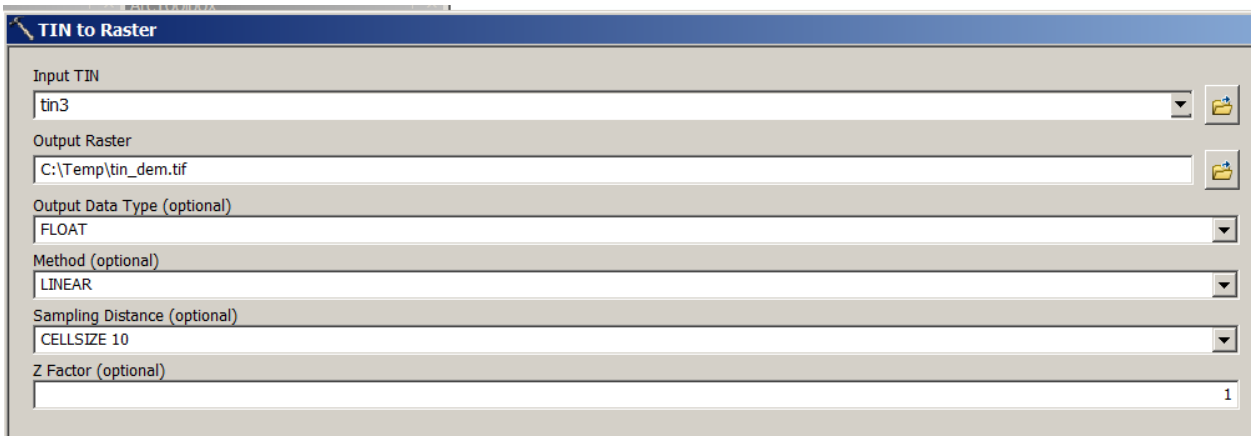 ArcToolbox
TIN to Raster
Input TIN
tin3
Output Raster
C:\Temp\tin_dem.tif
Output Data Type (optional)
FLOAT
Method (optional)
LINEAR
Sampling Distance (optional)
CELLSIZE 10
Z Factor (optional)
1